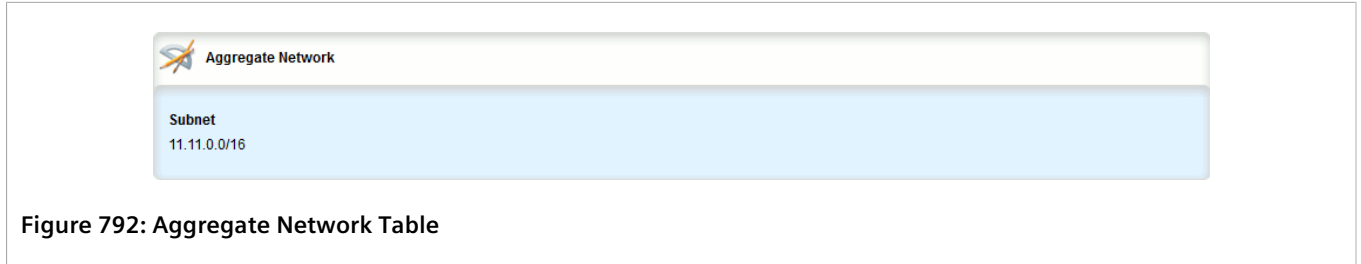 Aggregate Network
Subnet
11.11.0.0/16
Figure 792: Aggregate Network Table